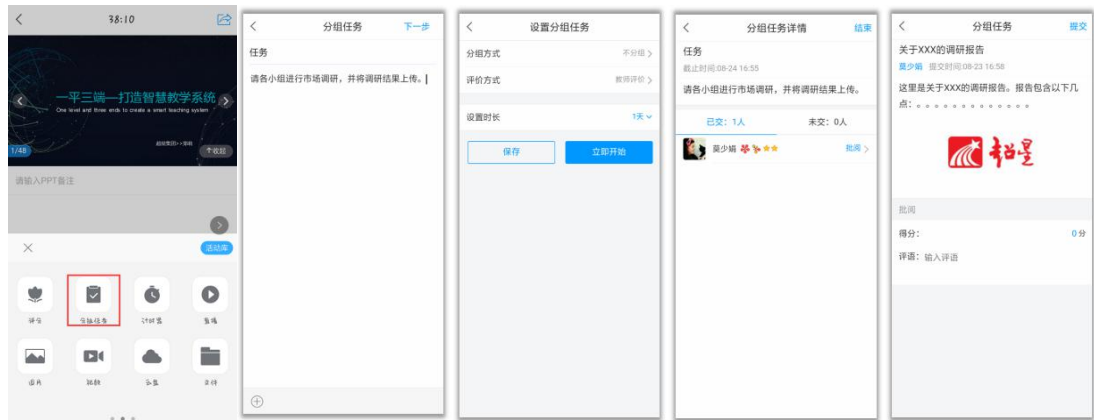 38:10
一平三端—打造智慧教学系统
One level and three ends to create a smart teaching system
1/48
收起
请输入PPT备注
活动库
评分
分组任务
计时器
直播
图片
视频
云盘
文件
分组任务
下一步
任务
请各小组进行市场调研，并将调研结果上传。
设置分组任务
分组方式 不分组
评价方式 教师评价
设置时长 1天
保存 立即开始
分组任务详情
结束
任务
截止时间:08-24 16:55
请各小组进行市场调研，并将调研结果上传。
已交：1人 未交：0人
莫少娟 批阅
分组任务
提交
关于XXX的调研报告
莫少娟 提交时间:08-23 16:58
这里是关于XXX的调研报告。报告包含以下几
点：。。。。。。。。。。。。。
超星
批阅
得分： 0分
评语：输入评语